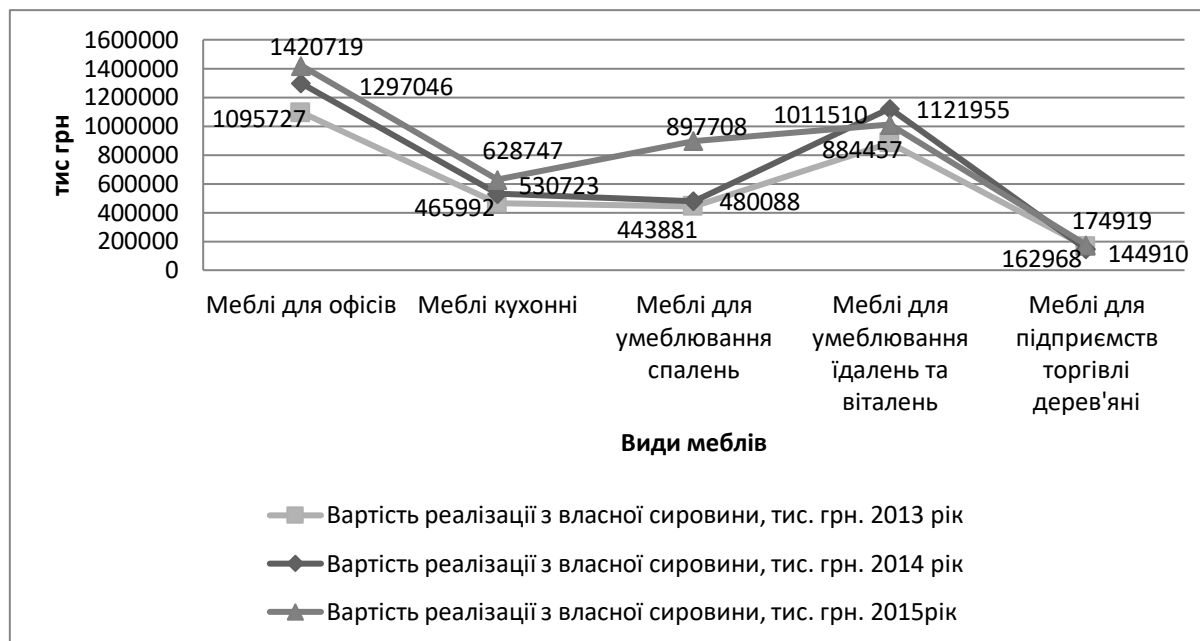 1600000
1400000
1200000
1000000
800000
600000
400000
200000
0
тис грн
1420719
1297046
1095727
628747
530723
465992
897708
480088
443881
1011510
1121955
884457
174919
162968
144910
Меблі для офісів
Меблі кухонні
Меблі для
умеблювання
спалень
Меблі для
умеблювання
їдалень та
віталень
Меблі для
підприємств
торгівлі
дерев'яні
Види меблів
Вартість реалізації з власної сировини, тис. грн. 2013 рік
Вартість реалізації з власної сировини, тис. грн. 2014 рік
Вартість реалізації з власної сировини, тис. грн. 2015рік